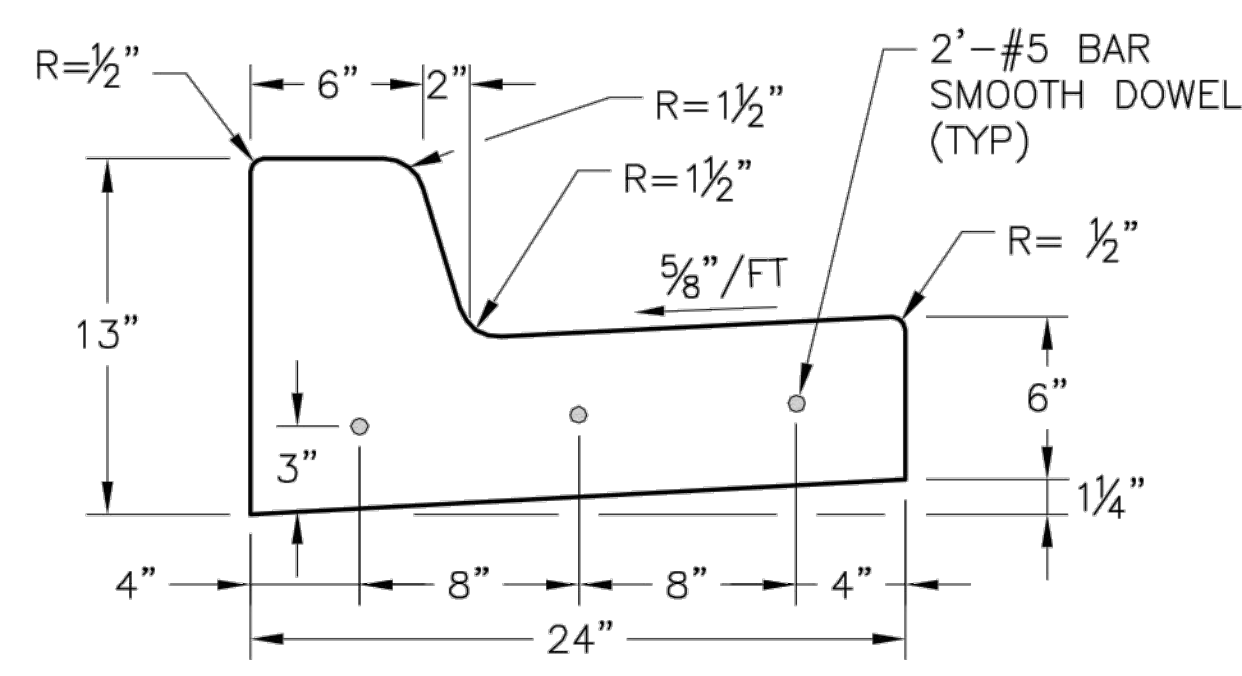 R=½”
6”
2”
2’-#5 BAR
SMOOTH DOWEL
(TYP)
R=1½”
R=1½”
R= ½”
⅝”/FT
13”
6”
3”
1¼”
4”
8”
8”
4”
24”